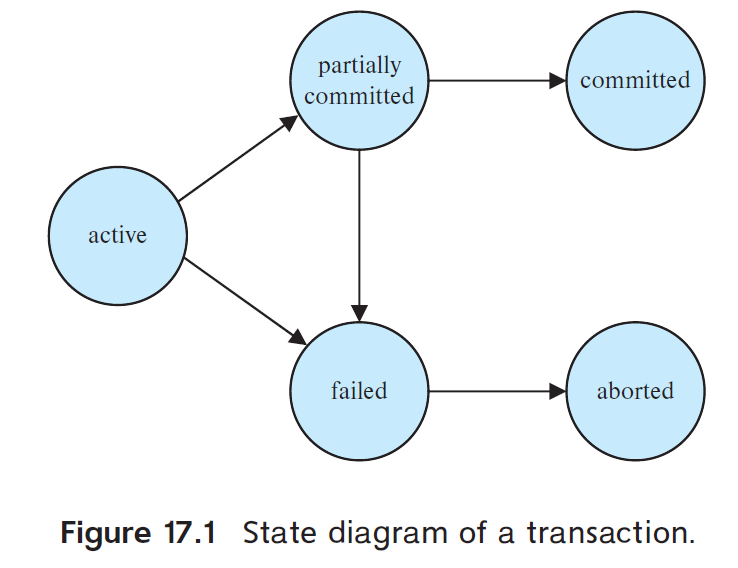 partially
committed
committed
active
failed
aborted
Figure 17.1 State diagram of a transaction.